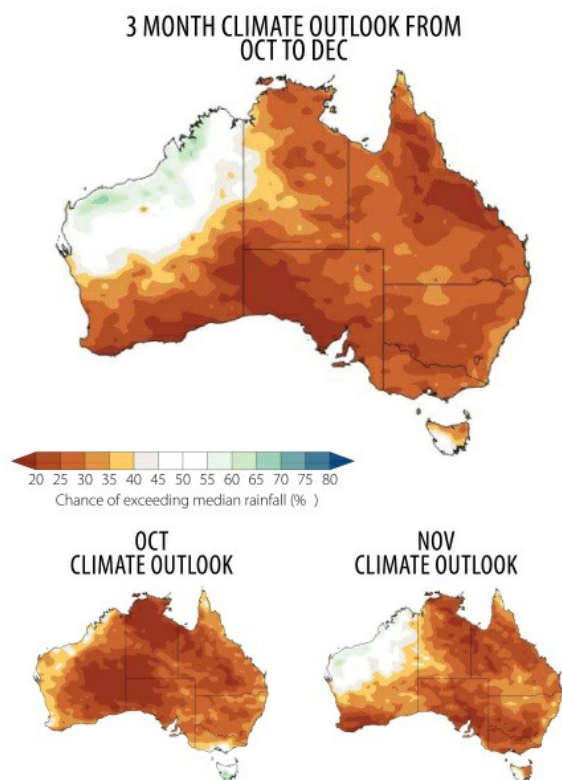 3 MONTH CLIMATE OUTLOOK FROM
OCT TO DEC
20 25 30 35 40 45 50 55 60 65 70 75 80
Chance of exceeding median rainfall (% )
OCT
CLIMATE OUTLOOK
NOV
CLIMATE OUTLOOK